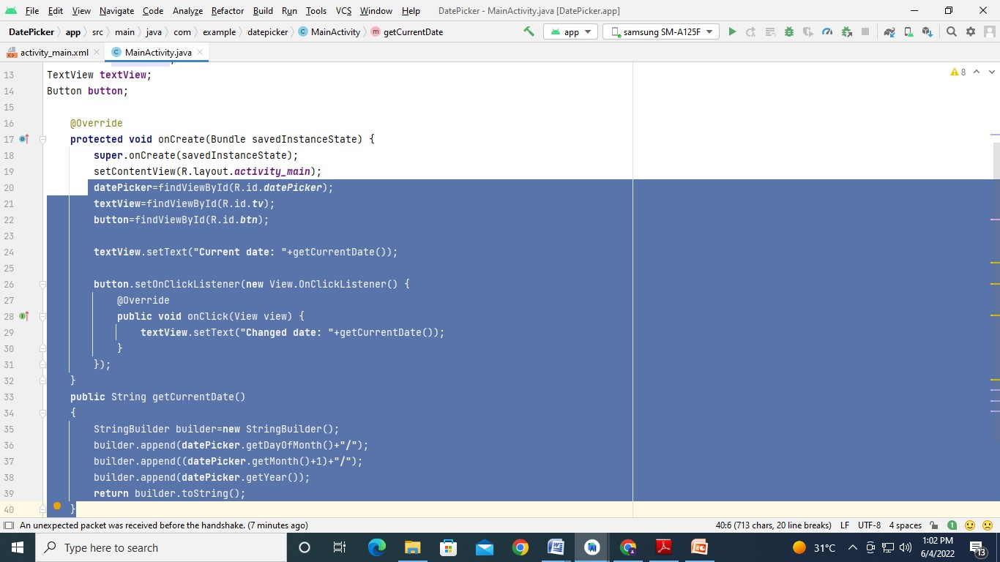 File Edit View Navigate Code Analyze Refactor Build Run Tools VCS Window Help DatePicker - MainActivity.java [DatePicker.app]
DatePicker app src main java com example datepicker MainActivity getCurrentDate app samsung SM-A125F
activity_main.xml MainActivity.java
13 TextView textView;
14 Button button;
15
16 @Override
17 protected void onCreate(Bundle savedInstanceState) {
18 super.onCreate(savedInstanceState);
19 setContentView(R.layout.activity_main);
20 datePicker=findViewById(R.id.datePicker);
21 textView=findViewById(R.id.tv);
22 button=findViewById(R.id.btn);
23
24 textView.setText("Current date: "+getCurrentDate());
25
26 button.setOnClickListener(new View.OnClickListener() {
27 @Override
28 public void onClick(View view) {
29 textView.setText("Changed date: "+getCurrentDate());
30 }
31 });
32 }
33 public String getCurrentDate()
34 {
35 StringBuilder builder=new StringBuilder();
36 builder.append(datePicker.getDayOfMonth()+"/");
37 builder.append((datePicker.getMonth()+1)+"/");
38 builder.append(datePicker.getYear());
39 return builder.toString();
40 }
8
An unexpected packet was received before the handshake. (7 minutes ago) 40:6 (713 chars, 20 line breaks) LF UTF-8 4 spaces 1
Type here to search 31°C 1:02 PM
6/4/2022 13